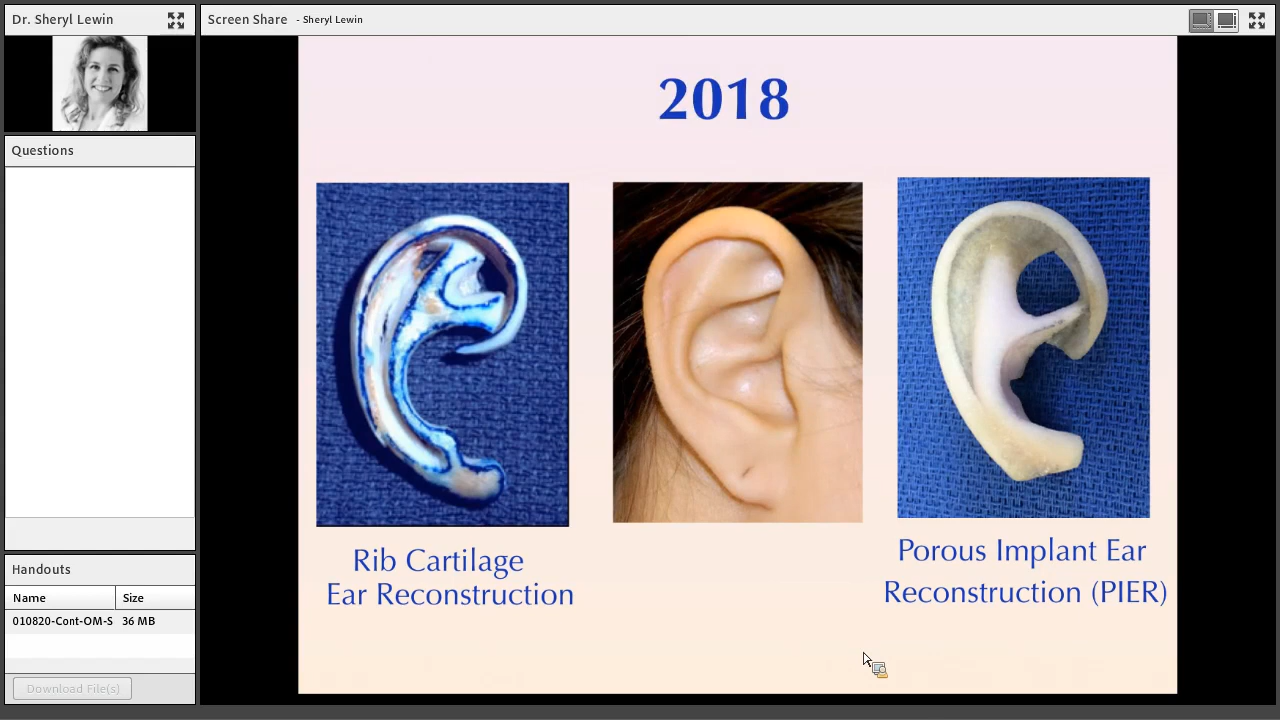 Dr. Sheryl Lewin
Screen Share - Sheryl Lewin
Questions
Handouts
Name Size
010820-Cont-OM-S 36 MB
Download File(s)
2018
Rib Cartilage
Ear Reconstruction
Porous Implant Ear
Reconstruction (PIER)